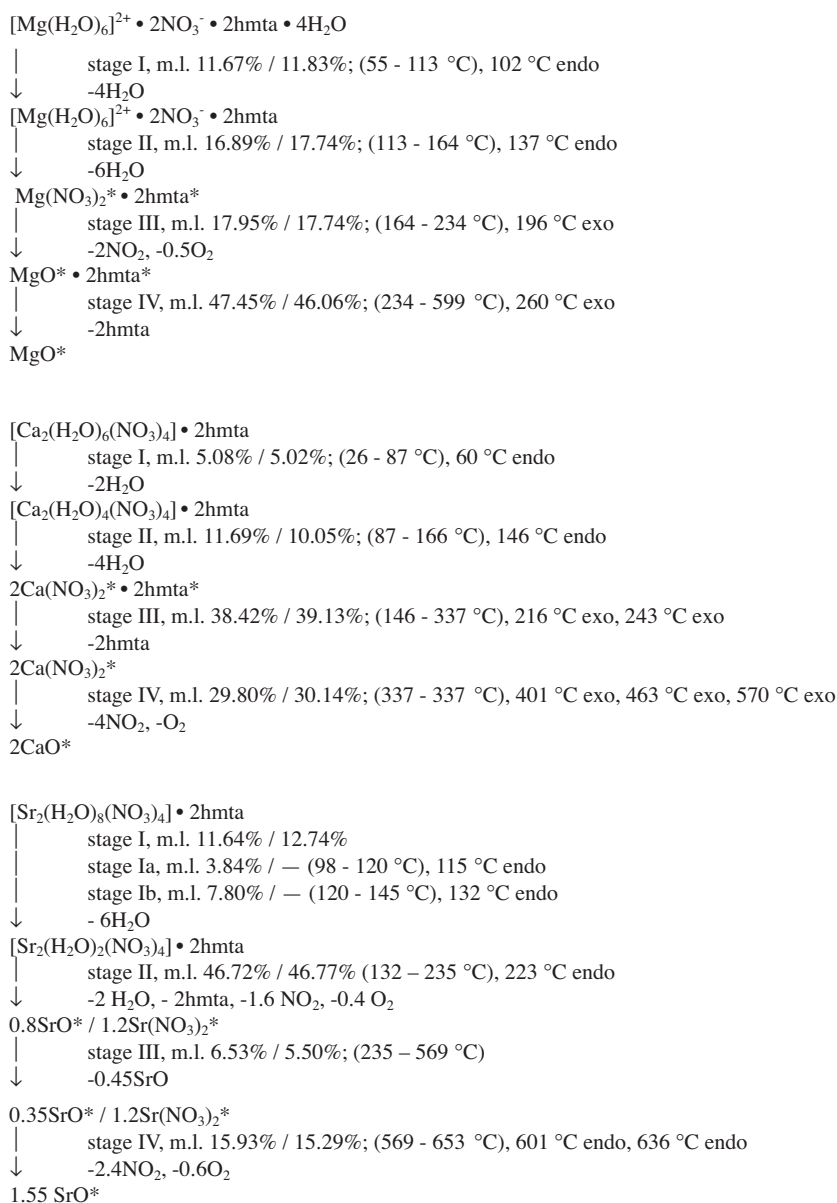 [Mg(H₂O)₆]²⁺ • 2NO₃⁻ • 2hmta • 4H₂O
stage I, m.l. 11.67% / 11.83%; (55 - 113 °C), 102 °C endo
↓ -4H₂O
[Mg(H₂O)₆]²⁺ • 2NO₃⁻ • 2hmta
stage II, m.l. 16.89% / 17.74%; (113 - 164 °C), 137 °C endo
↓ -6H₂O
Mg(NO₃)₂* • 2hmta*
stage III, m.l. 17.95% / 17.74%; (164 - 234 °C), 196 °C exo
↓ -2NO₂, -0.5O₂
MgO* • 2hmta*
stage IV, m.l. 47.45% / 46.06%; (234 - 599 °C), 260 °C exo
↓ -2hmta
MgO*
[Ca₂(H₂O)₆(NO₃)₄] • 2hmta
stage I, m.l. 5.08% / 5.02%; (26 - 87 °C), 60 °C endo
↓ -2H₂O
[Ca₂(H₂O)₄(NO₃)₄] • 2hmta
stage II, m.l. 11.69% / 10.05%; (87 - 166 °C), 146 °C endo
↓ -4H₂O
2Ca(NO₃)₂* • 2hmta*
stage III, m.l. 38.42% / 39.13%; (146 - 337 °C), 216 °C exo, 243 °C exo
↓ -2hmta
2Ca(NO₃)₂*
stage IV, m.l. 29.80% / 30.14%; (337 - 337 °C), 401 °C exo, 463 °C exo, 570 °C exo
↓ -4NO₂, -O₂
2CaO*
[Sr₂(H₂O)₈(NO₃)₄] • 2hmta
stage I, m.l. 11.64% / 12.74%
stage Ia, m.l. 3.84% / — (98 - 120 °C), 115 °C endo
stage Ib, m.l. 7.80% / — (120 - 145 °C), 132 °C endo
↓ - 6H₂O
[Sr₂(H₂O)₂(NO₃)₄] • 2hmta
stage II, m.l. 46.72% / 46.77% (132 – 235 °C), 223 °C endo
↓ -2 H₂O, - 2hmta, -1.6 NO₂, -0.4 O₂
0.8SrO* / 1.2Sr(NO₃)₂*
stage III, m.l. 6.53% / 5.50%; (235 – 569 °C)
↓ -0.45SrO
0.35SrO* / 1.2Sr(NO₃)₂*
stage IV, m.l. 15.93% / 15.29%; (569 - 653 °C), 601 °C endo, 636 °C endo
↓ -2.4NO₂, -0.6O₂
1.55 SrO*